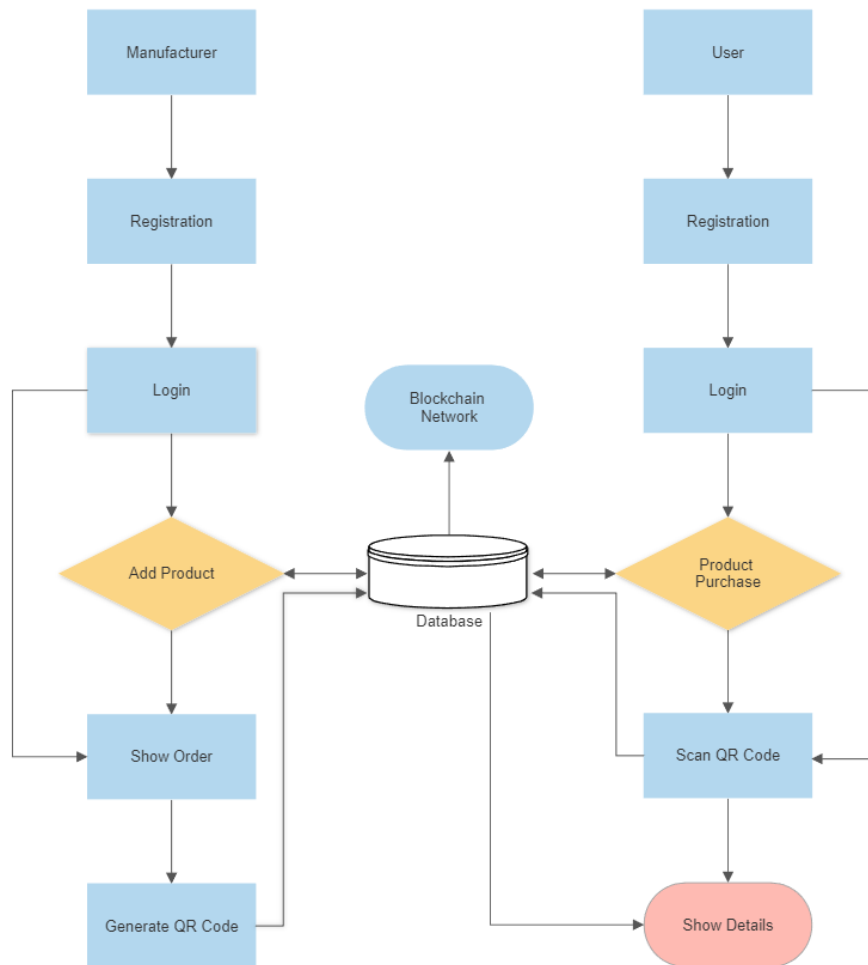 Manufacturer
User
Registration
Registration
Login
Blockchain
Network
Login
Add Product
Product
Purchase
Database
Show Order
Scan QR Code
Generate QR Code
Show Details